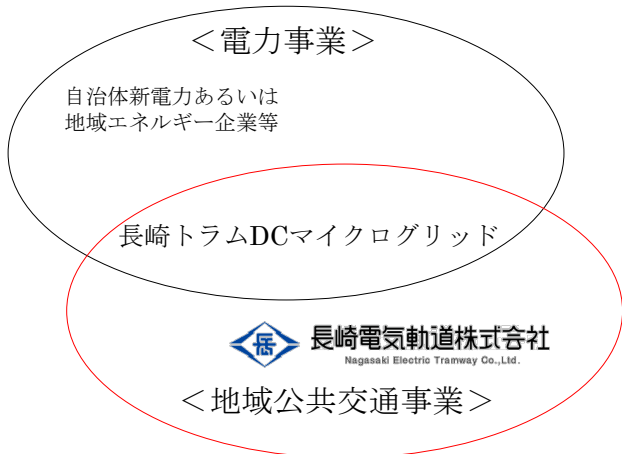 ＜電力事業＞
自治体新電力あるいは
地域エネルギー企業等
長崎トラムDCマイクログリッド
長崎電気軌道株式会社
Nagasaki Electric Tramway Co.,Ltd.
＜地域公共交通事業＞